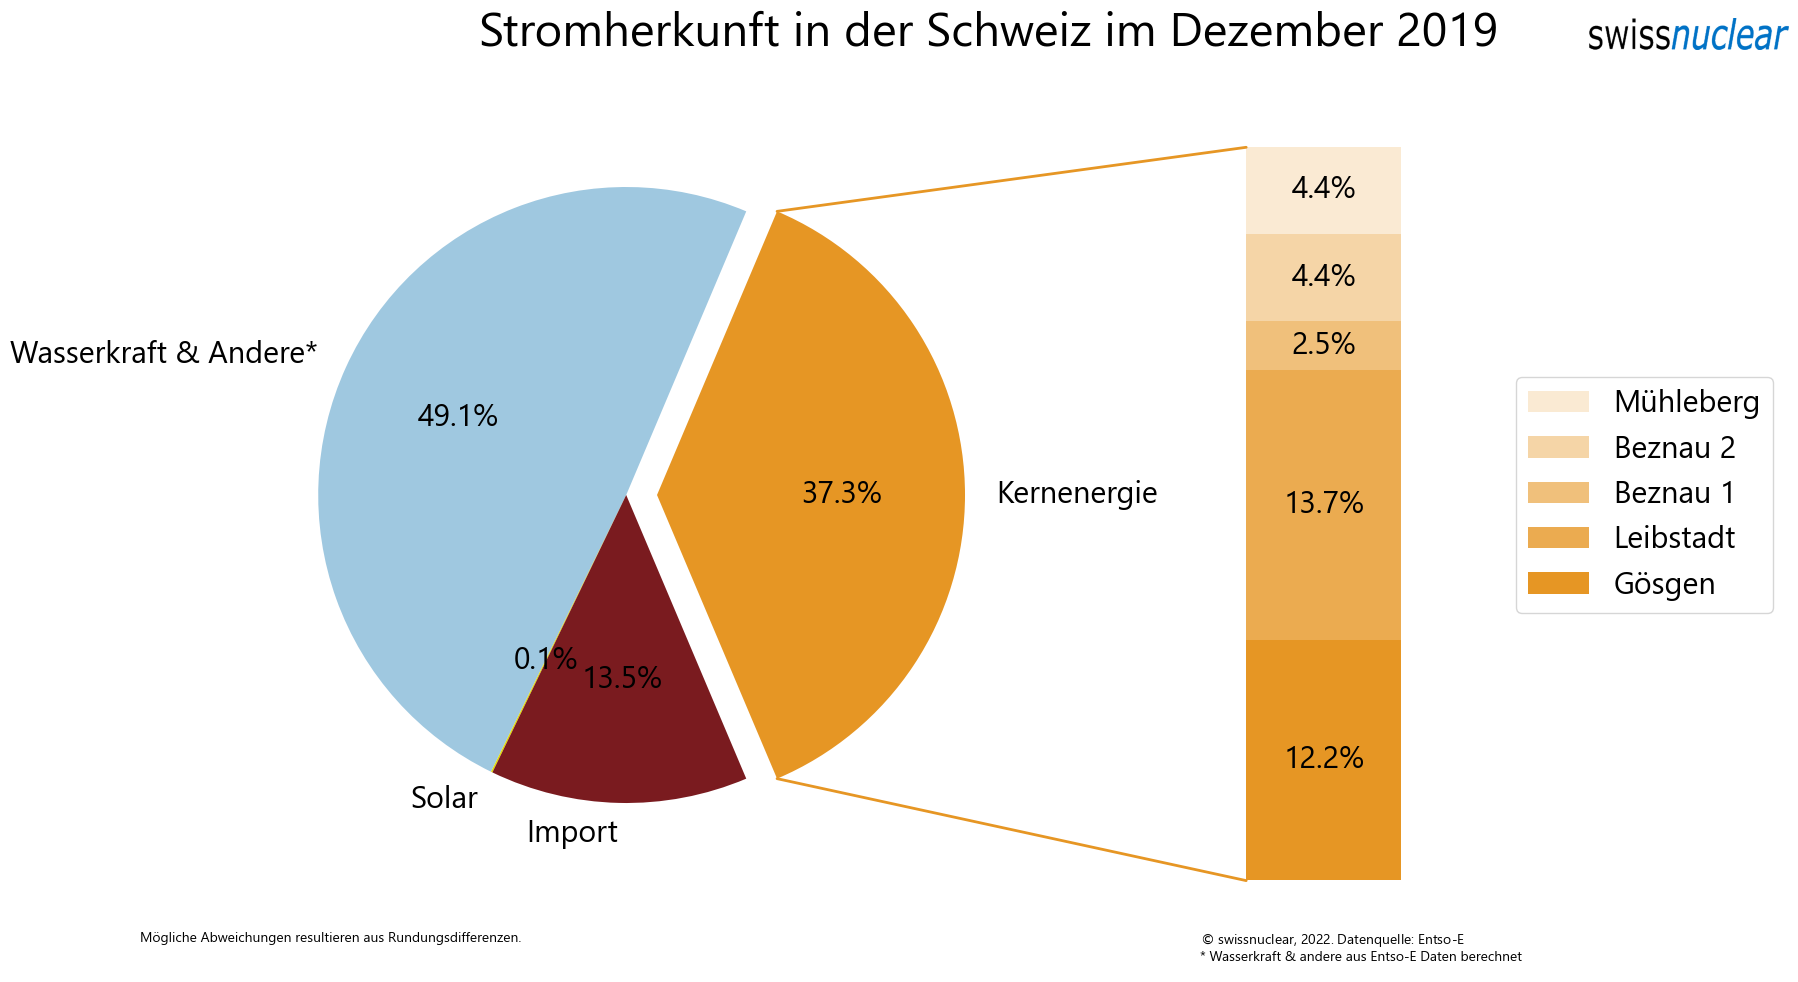 Stromherkunft in der Schweiz im Dezember 2019
swissnuclear
Wasserkraft & Andere*
49.1%
37.3%
Kernenergie
0.1%
13.5%
Solar
Import
4.4%
4.4%
2.5%
13.7%
12.2%
Mühleberg
Beznau 2
Beznau 1
Leibstadt
Gösgen
Mögliche Abweichungen resultieren aus Rundungsdifferenzen.
© swissnuclear, 2022. Datenquelle: Entso-E
* Wasserkraft & andere aus Entso-E Daten berechnet